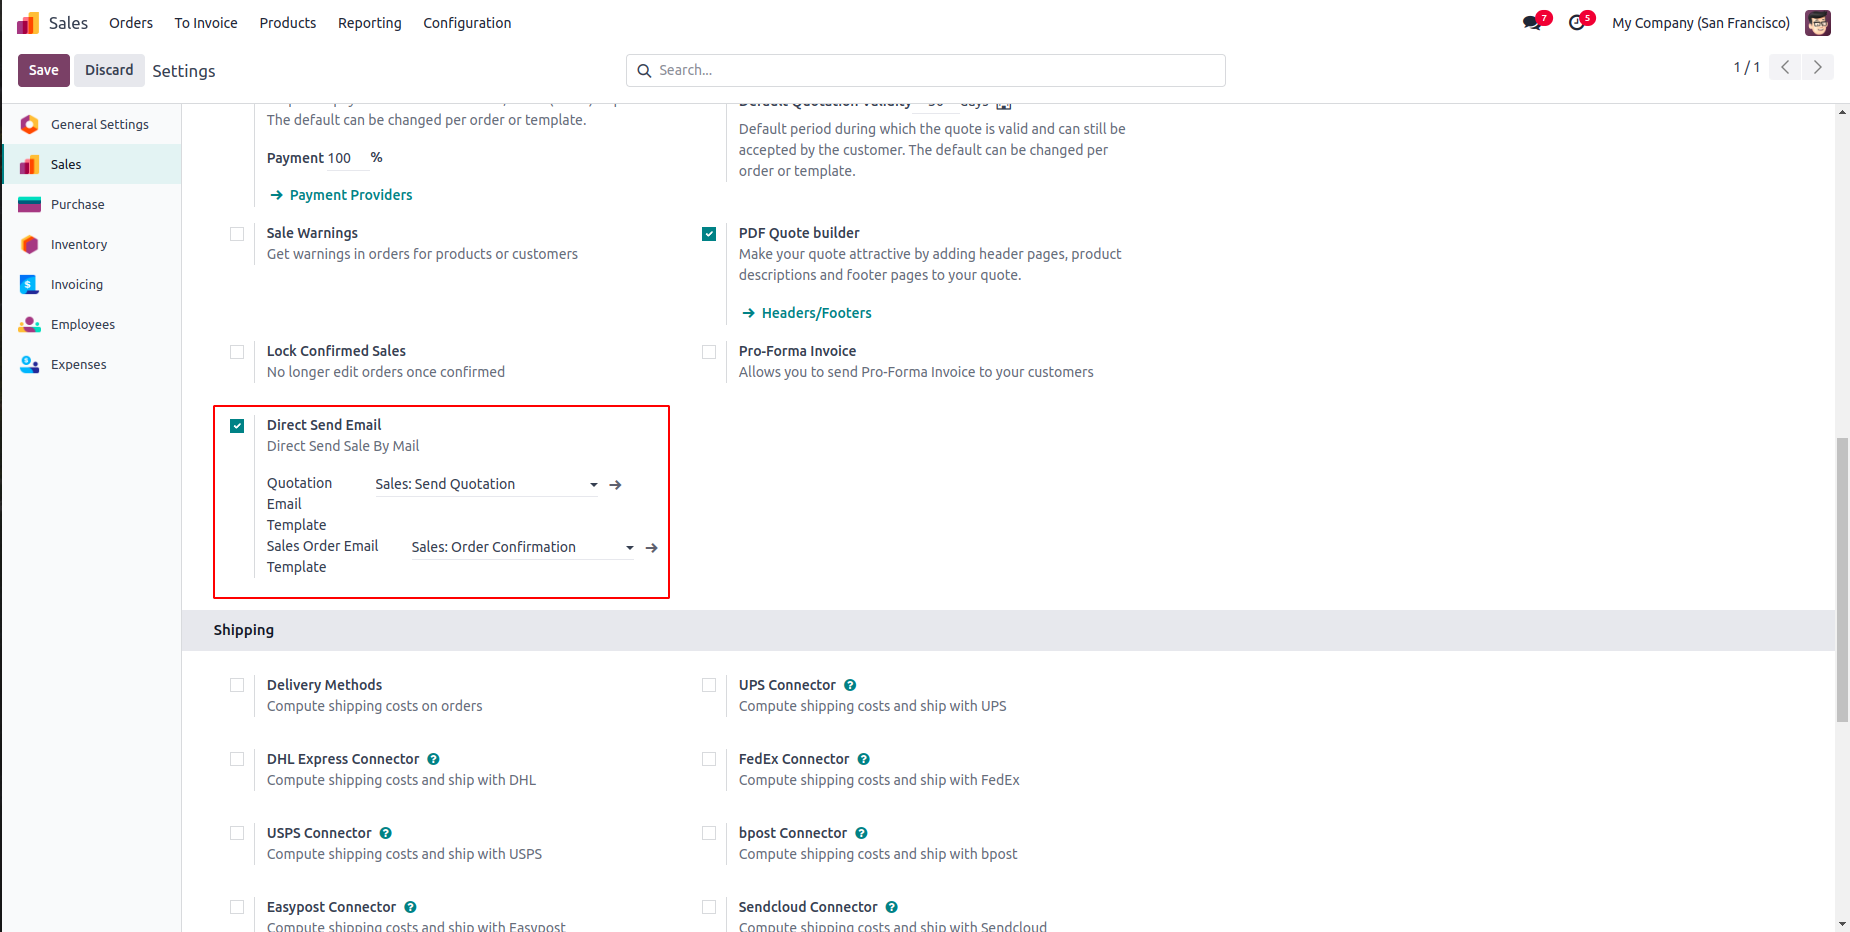 Sales Orders To Invoice Products Reporting Configuration 7 5 My Company (San Francisco)
Save Discard Settings Search... 1 / 1
General Settings
Sales
Purchase
Inventory
Invoicing
Employees
Expenses
The default can be changed per order or template.
Payment 100 %
Payment Providers
Default Quotation Validity 30 days
Default period during which the quote is valid and can still be
accepted by the customer. The default can be changed per
order or template.
Sale Warnings
Get warnings in orders for products or customers
PDF Quote builder
Make your quote attractive by adding header pages, product
descriptions and footer pages to your quote.
Headers/Footers
Lock Confirmed Sales
No longer edit orders once confirmed
Pro-Forma Invoice
Allows you to send Pro-Forma Invoice to your customers
Direct Send Email
Direct Send Sale By Mail
Quotation
Email
Template
Sales: Send Quotation
Sales Order Email
Template
Sales: Order Confirmation
Shipping
Delivery Methods
Compute shipping costs on orders
UPS Connector ?
Compute shipping costs and ship with UPS
DHL Express Connector ?
Compute shipping costs and ship with DHL
FedEx Connector ?
Compute shipping costs and ship with FedEx
USPS Connector ?
Compute shipping costs and ship with USPS
bpost Connector ?
Compute shipping costs and ship with bpost
Easypost Connector ?
Compute shipping costs and ship with Easypost
Sendcloud Connector ?
Compute shipping costs and ship with Sendcloud